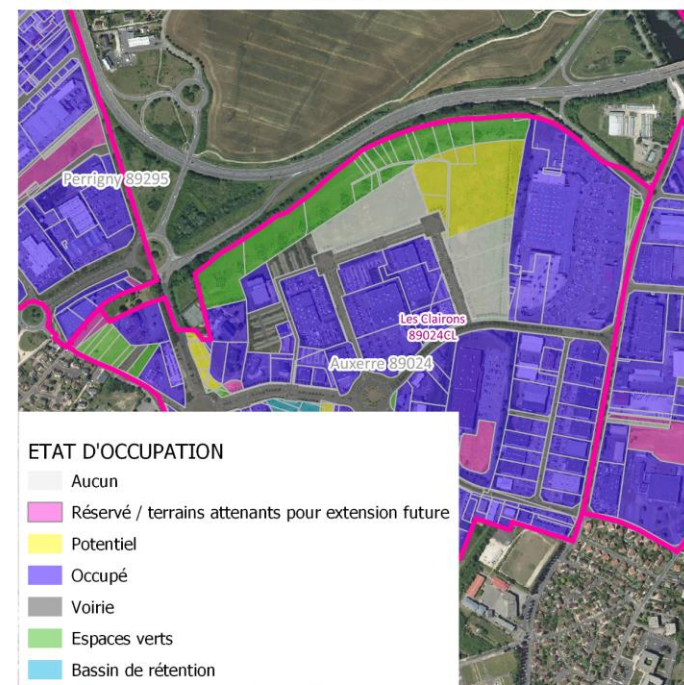 Perrigny 89295
Les Clairons
89024CL
Auxerre 89024
ETAT D'OCCUPATION
Aucun
Réservé / terrains attenants pour extension future
Potentiel
Occupé
Voirie
Espaces verts
Bassin de rétention